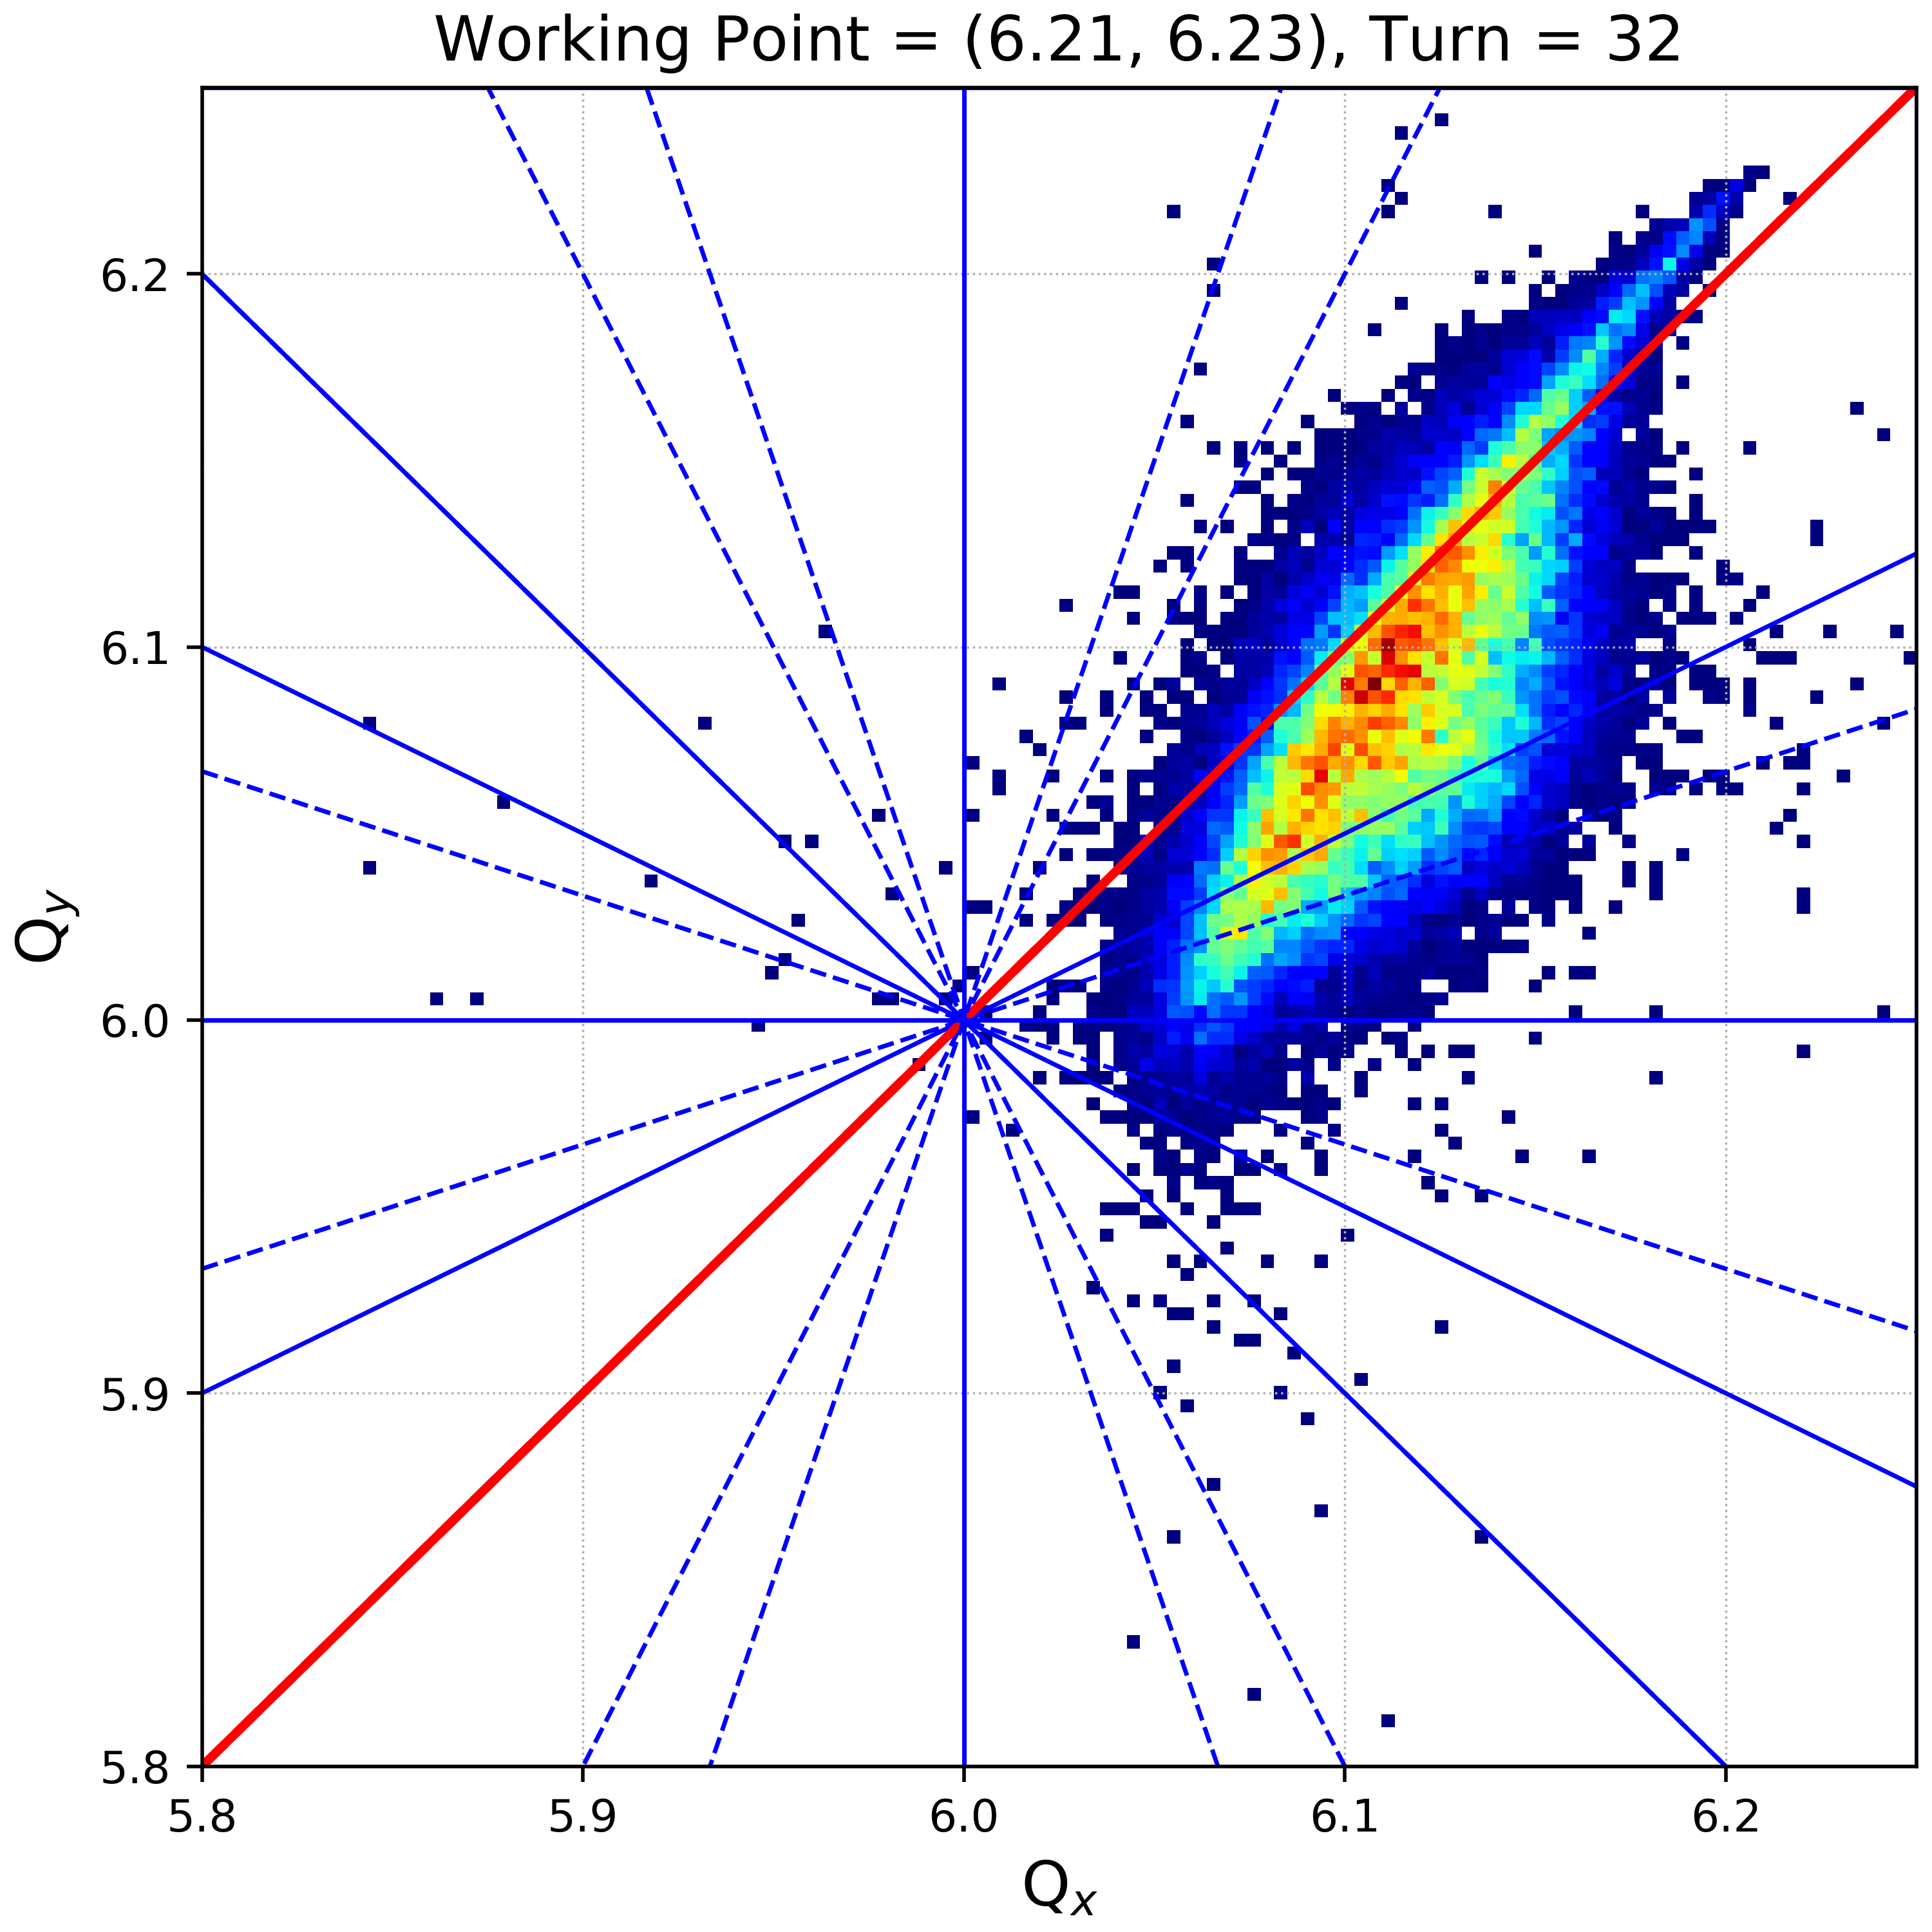 Working Point = (6.21, 6.23), Turn = 32
6.2
6.1
6.0
5.9
5.8
Qy
5.8 5.9 6.0 6.1 6.2
Qx